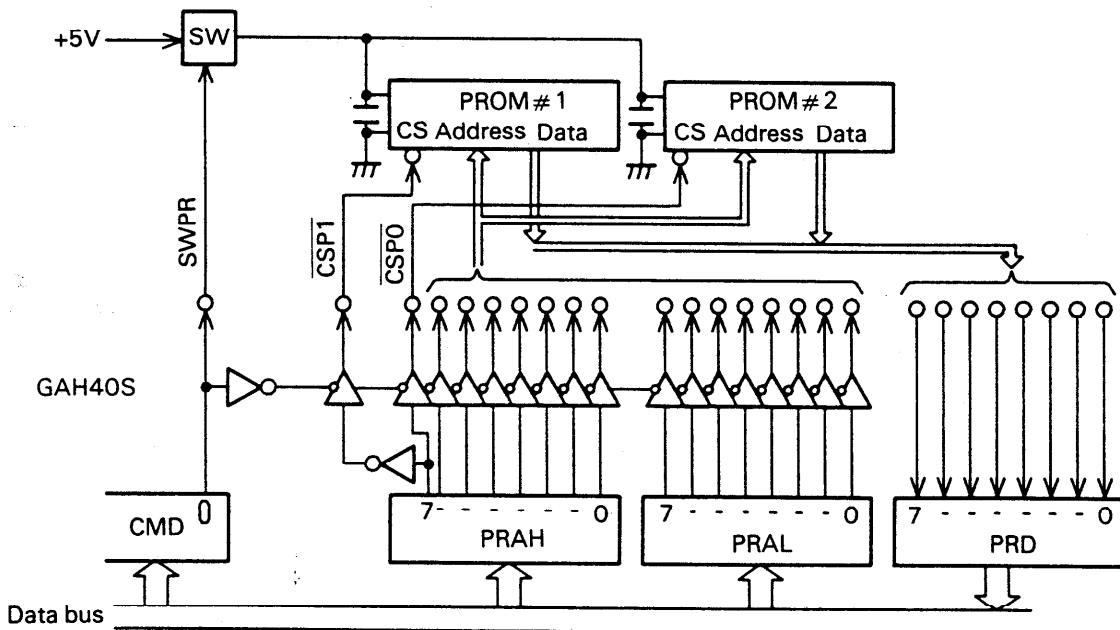 +5V
SW
PROM#1
CS Address Data
PROM#2
CS Address Data
SWPR
CSP1
CSP0
GAH40S
CMD
0
7 - - - - - - 0
PRAH
7 - - - - - - 0
PRAL
7 - - - - - - 0
PRD
Data bus